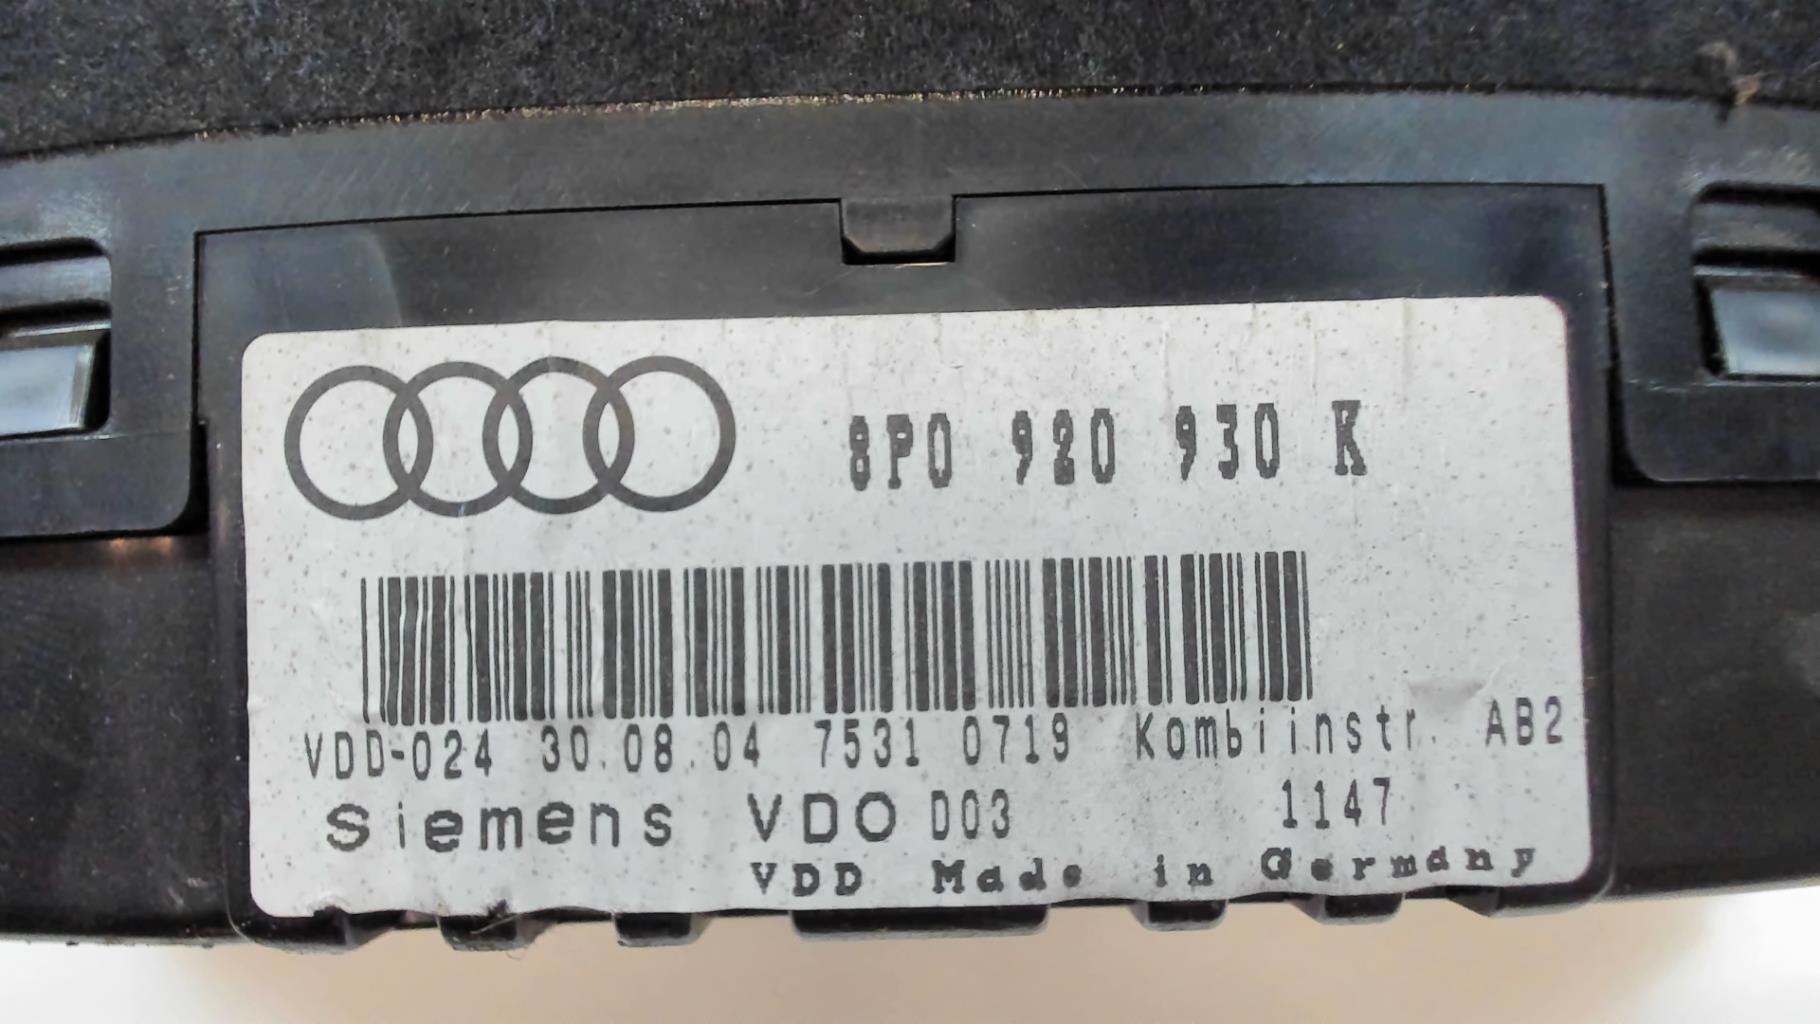 8P0 920 930 K
VDD-024 30.08.04 7531 0719 Kombiinstr. AB2
Siemens VDO D03 1147
VDD Made in Germany